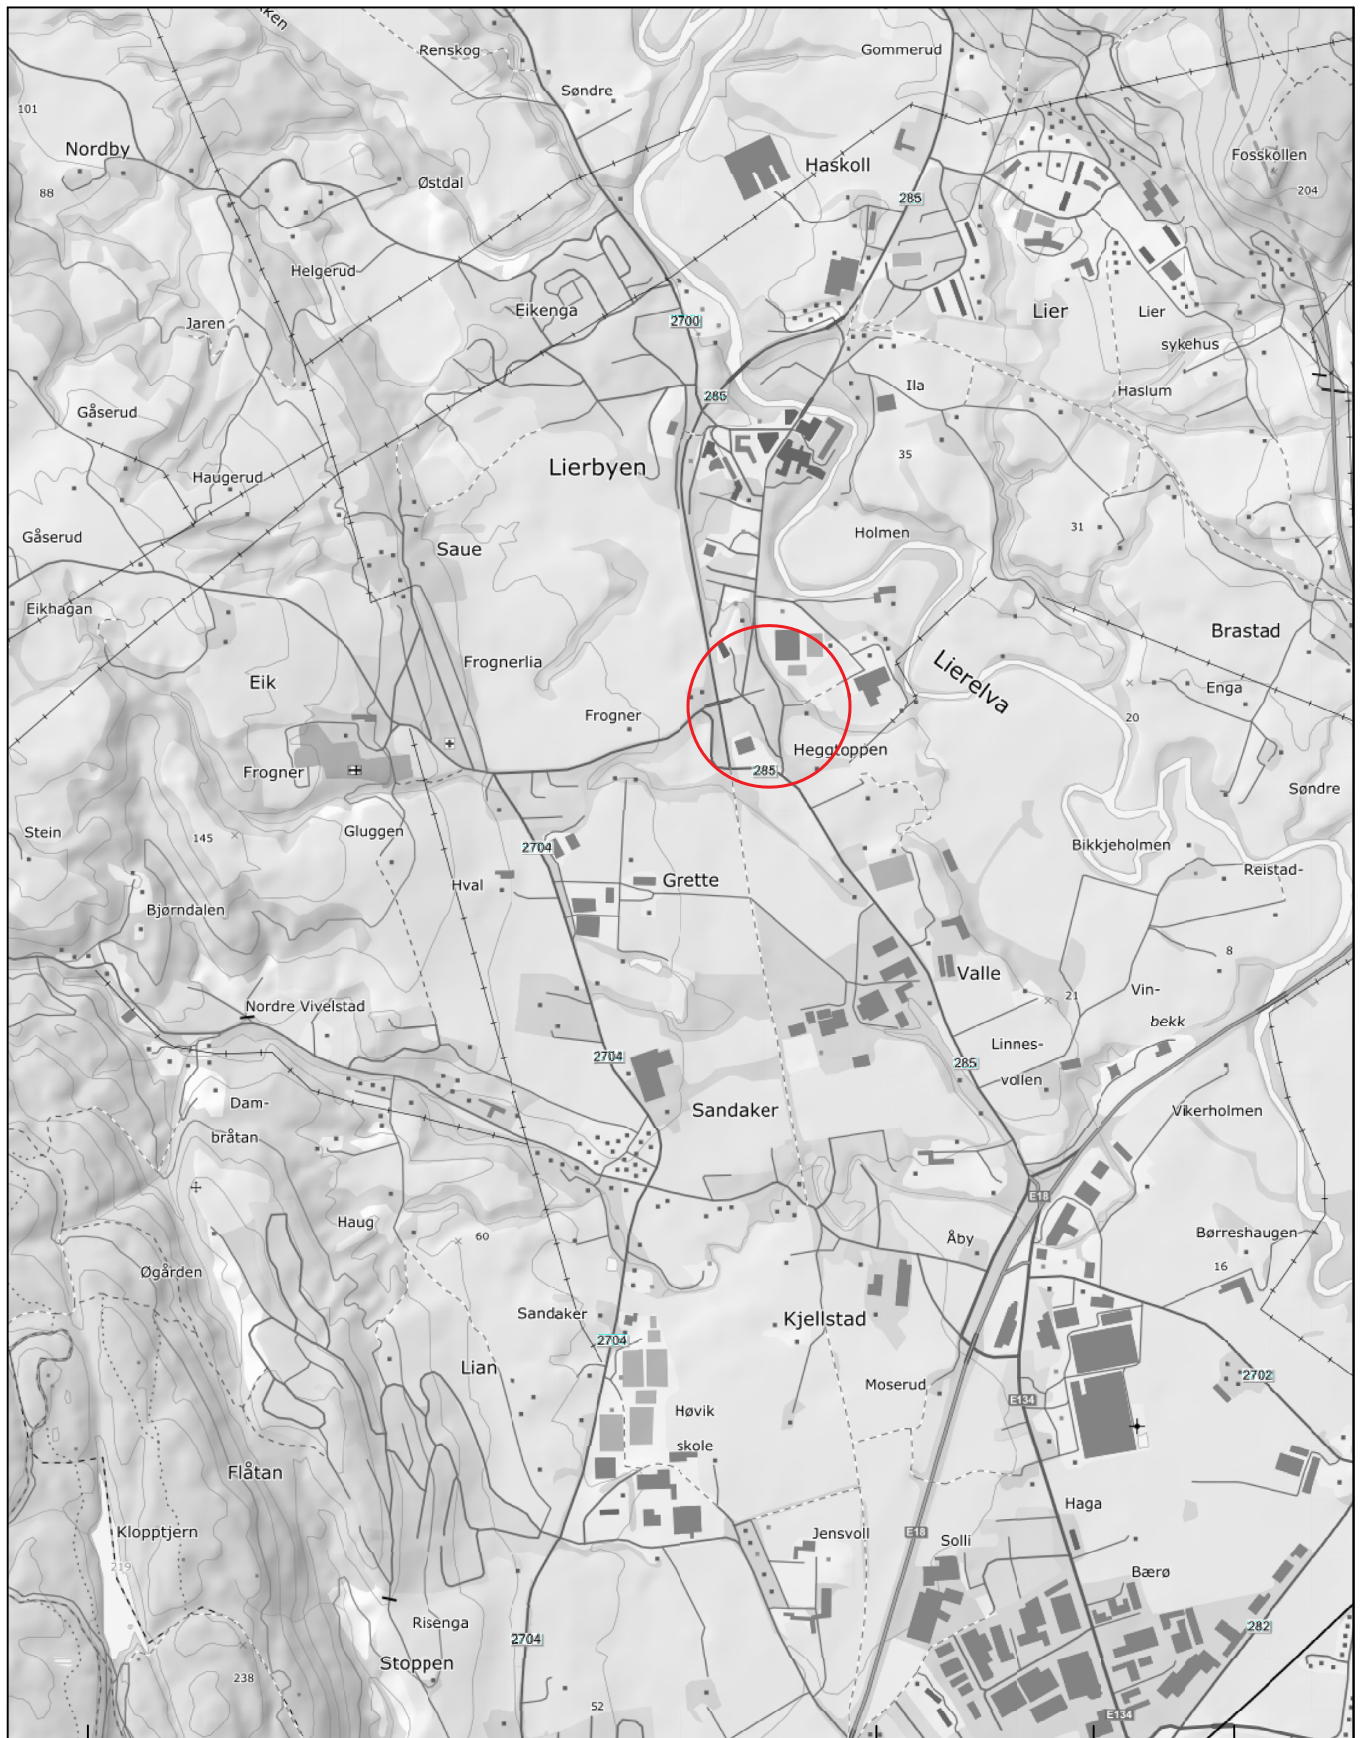 Renskog
Gommerud
Søndre
101
Nordby
Haskoll
Fosskollen
88
Østdal
204
285
Helgerud
Eikenga
2700
Lier
Lier
Jaren
sykehus
Ila
Haslum
285
Gåserud
Lierbyen
35
Haugerud
31
Gåserud
Saue
Holmen
Eikhagan
Brastad
Frognerlia
Lierelva
Eik
Enga
Frogner
20
Heggtoppen
Frogner
285
Søndre
Stein
145
Gluggen
Bikkjeholmen
2704
Hval
Grette
Reistad-
Bjørndalen
8
Valle
Vin-
21
Nordre Vivelstad
bekk
Linnes-
2704
285
vollen
Dam-
Sandaker
Vikerholmen
bråtan
E18
Haug
60
Åby
Børreshaugen
16
Øgården
Sandaker
Kjellstad
2704
Lian
Moserud
2702
E134
Høvik
skole
Flåtan
Haga
Klopptjern
Jensvoll
E18
Solli
219
Bærø
Risenga
282
2704
Stoppen
238
52
E134